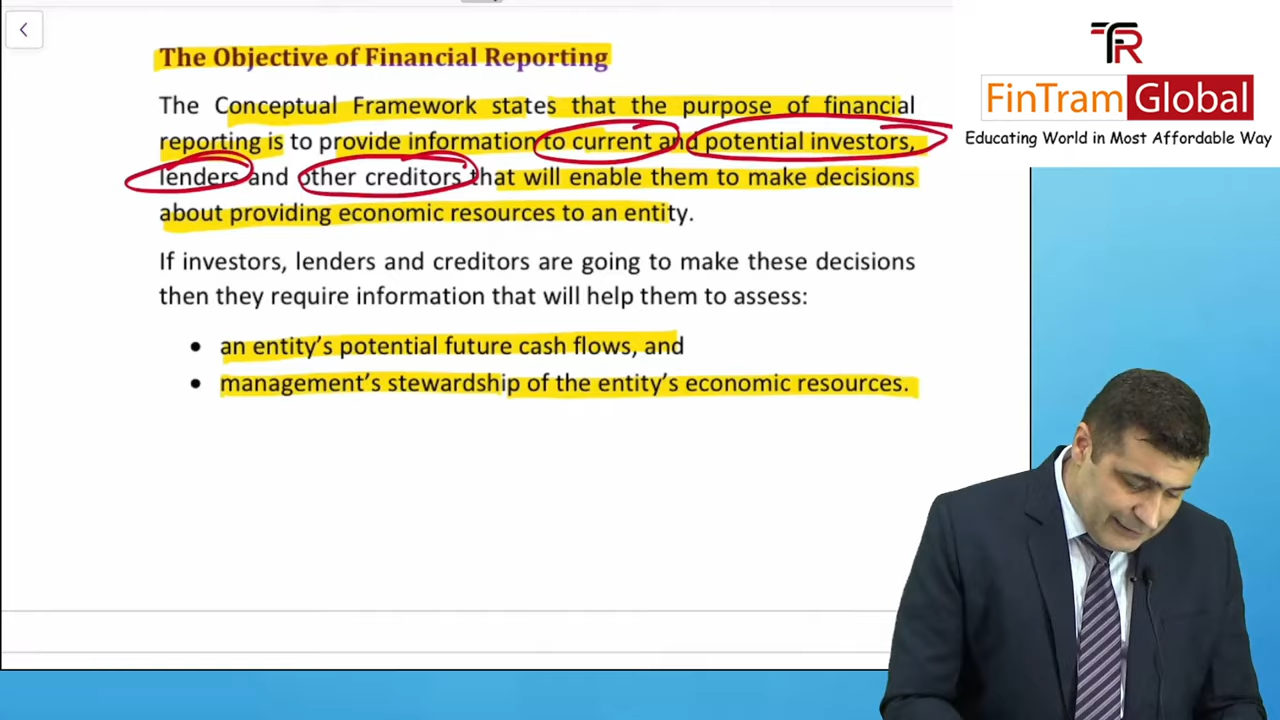 The Objective of Financial Reporting
The Conceptual Framework states that the purpose of financial
reporting is to provide information to current and potential investors,
lenders and other creditors that will enable them to make decisions
about providing economic resources to an entity.
If investors, lenders and creditors are going to make these decisions
then they require information that will help them to assess:
• an entity's potential future cash flows, and
• management's stewardship of the entity's economic resources.
FR
FinTram Global
Educating World in Most Affordable Way